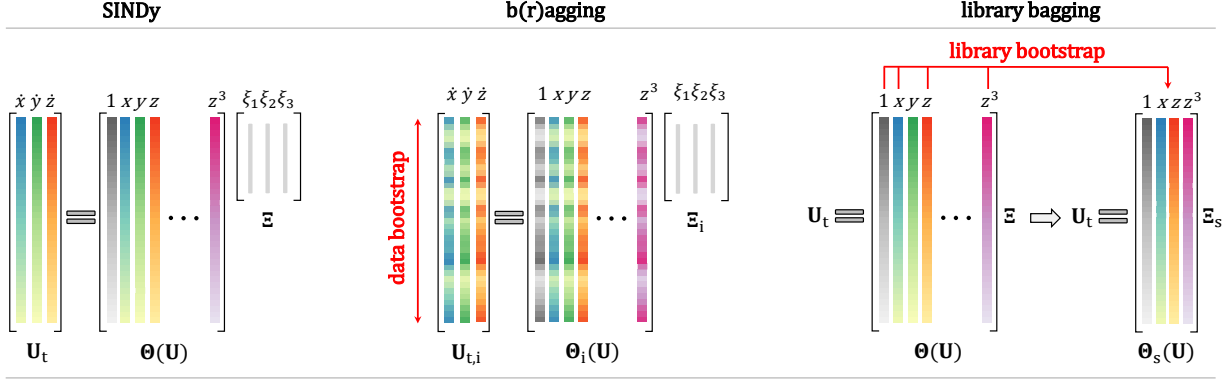 SINDy
b(r)agging
library bagging
library bootstrap
ẋ ẏ ż
1 x y z
z³
ξ₁ξ₂ξ₃
Ξ
=
...
U_t
Θ(U)
data bootstrap
ẋ ẏ ż
1 x y z
z³
ξ₁ξ₂ξ₃
Ξ_i
=
...
U_t,i
Θ_i(U)
1 x y z
z³
U_t =
...
Ξ
Θ(U)
1 x z z³
U_t =
Ξ_s
Θ_s(U)